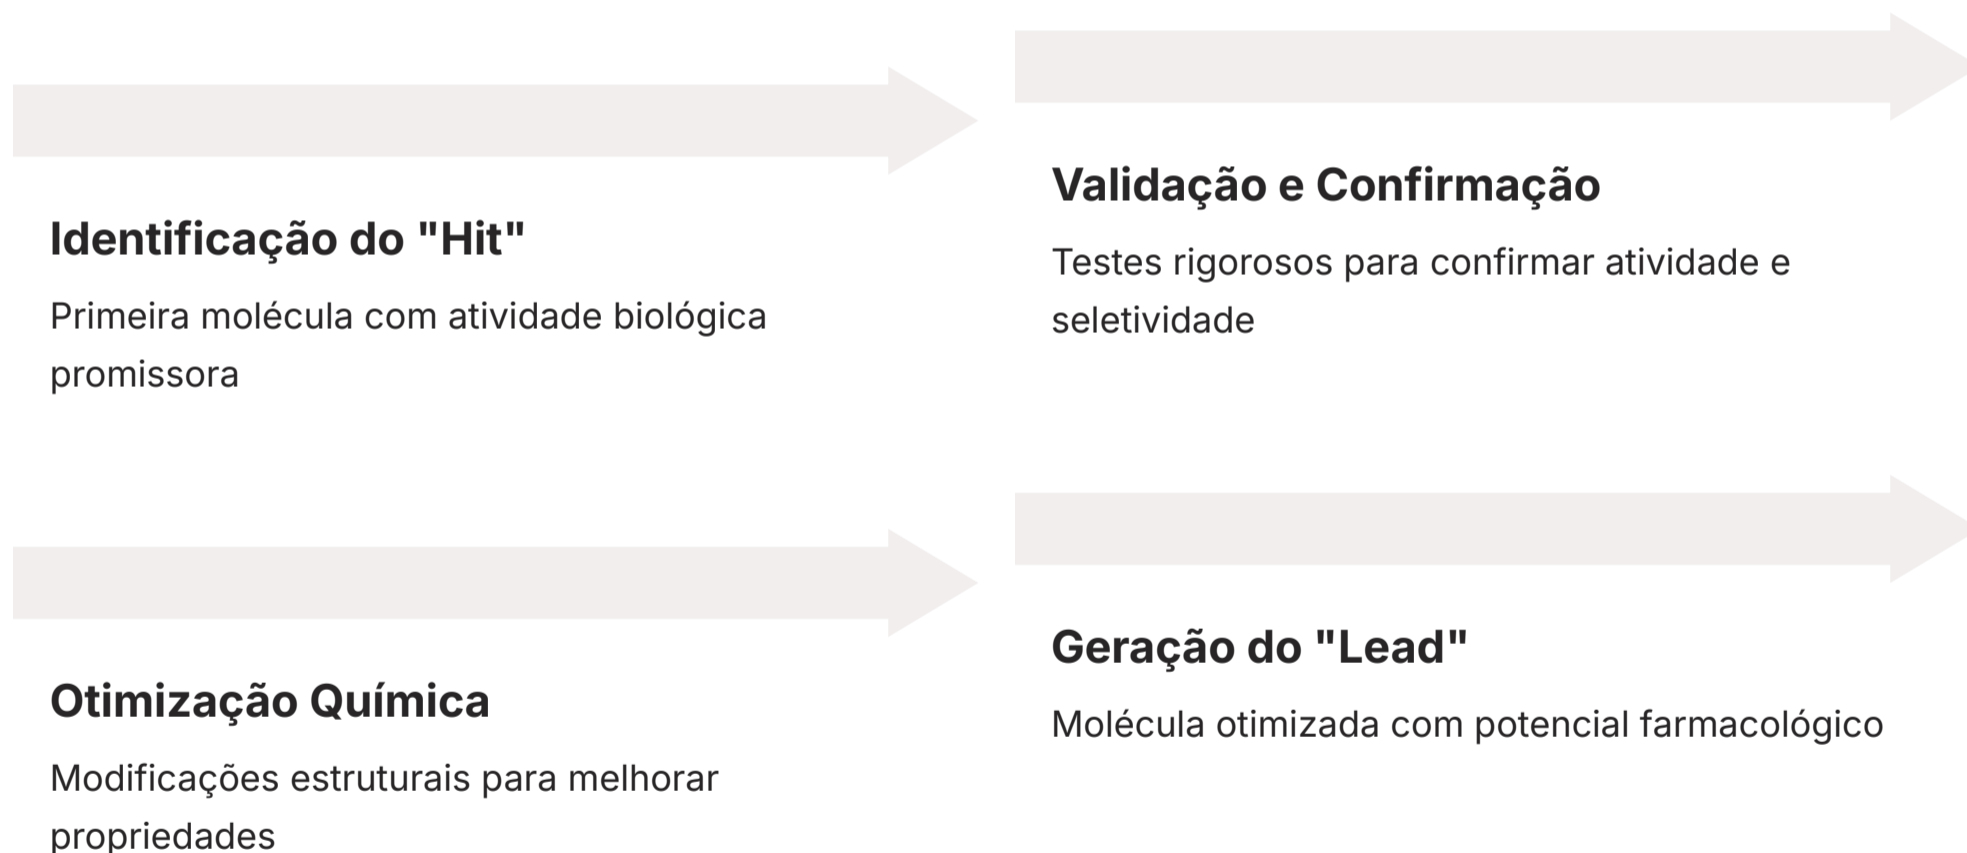 Identificação do "Hit"
Primeira molécula com atividade biológica
promissora
Validação e Confirmação
Testes rigorosos para confirmar atividade e
seletividade
Otimização Química
Modificações estruturais para melhorar
propriedades
Geração do "Lead"
Molécula otimizada com potencial farmacológico